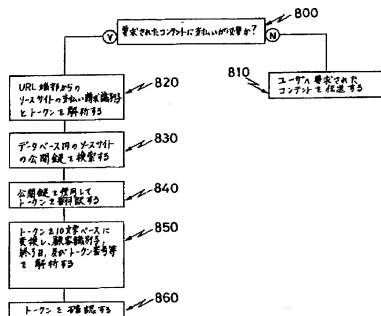 800
要求されたコンテントに支払いが必要か?
Y
N
820
URL 端部からの
ソースサイトの支払い請求識別子
とトークンを解析する
810
ユーザへ要求された
コンテントを伝送する
830
データベース内のソースサイト
の公開鍵を検索する
840
公開鍵を使用して
トークンを解読する
850
トークンを10文字ベースに
変換し、顧客識別子,
終り日, 及びトークン番号等
を解析する
860
トークンを確認する